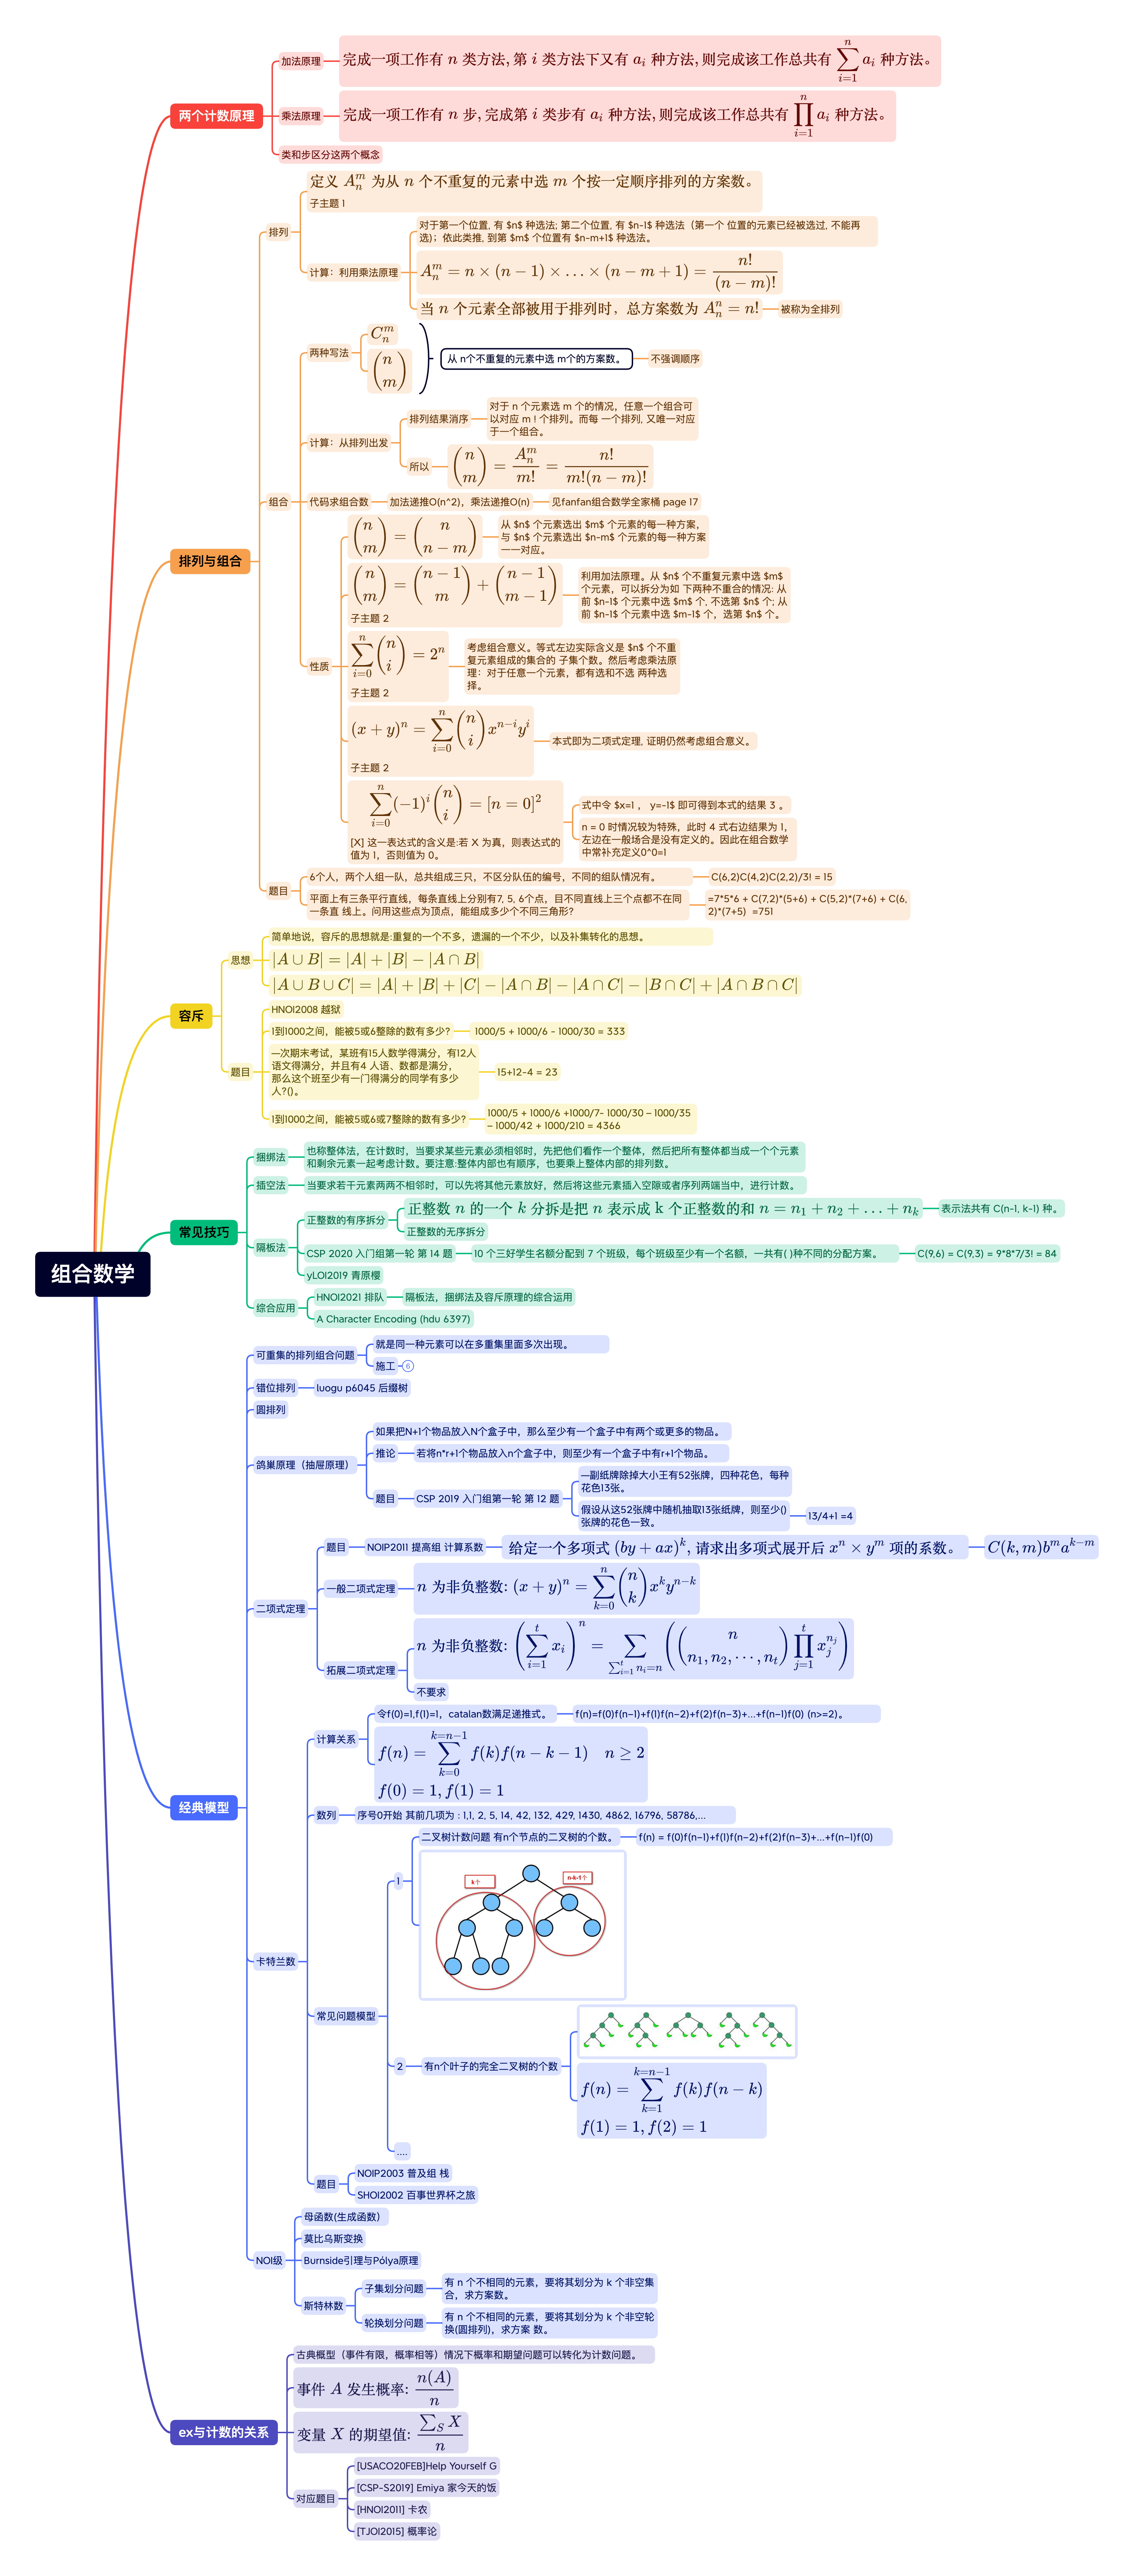 组合数学
两个计数原理
加法原理
完成一项工作有 n 类方法, 第 i 类方法下又有 a_i 种方法, 则完成该工作总共有 \sum_{i=1}^{n} a_i 种方法。
乘法原理
完成一项工作有 n 步, 完成第 i 类步有 a_i 种方法, 则完成该工作总共有 \prod_{i=1}^{n} a_i 种方法。
类和步区分这两个概念
排列与组合
排列
定义 A_n^m 为从 n 个不重复的元素中选 m 个按一定顺序排列的方案数。
子主题 1
计算：利用乘法原理
对于第一个位置, 有 $n$ 种选法; 第二个位置, 有 $n-1$ 种选法（第一个 位置的元素已经被选过, 不能再
选）；依此类推, 到第 $m$ 个位置有 $n-m+1$ 种选法。
A_n^m = n × (n − 1) × … × (n − m + 1) = \frac{n!}{(n − m)!}
当 n 个元素全部被用于排列时， 总方案数为 A_n^n = n!
被称为全排列
组合
两种写法
C_n^m
\binom{n}{m}
从 n个不重复的元素中选 m个的方案数。
不强调顺序
计算：从排列出发
排列结果消序
对于 n 个元素选 m 个的情况，任意一个组合可
以对应 m ! 个排列。而每 一个排列, 又唯一对应
于一个组合。
所以
\binom{n}{m} = \frac{A_n^m}{m!} = \frac{n!}{m!(n − m)!}
代码求组合数
加法递推O(n^2)，乘法递推O(n)
见fanfan组合数学全家桶 page 17
性质
\binom{n}{m} = \binom{n}{n − m}
从 $n$ 个元素选出 $m$ 个元素的每一种方案，
与 $n$ 个元素选出 $n-m$ 个元素的每一种方案
一一对应。
\binom{n}{m} = \binom{n − 1}{m} + \binom{n − 1}{m − 1}
子主题 2
利用加法原理。从 $n$ 个不重复元素中选 $m$
个元素，可以拆分为如 下两种不重合的情况: 从
前 $n-1$ 个元素中选 $m$ 个, 不选第 $n$ 个; 从
前 $n-1$ 个元素中选 $m-1$ 个，选第 $n$ 个。
\sum_{i=0}^{n} \binom{n}{i} = 2^n
子主题 2
考虑组合意义。等式左边实际含义是 $n$ 个不重
复元素组成的集合的 子集个数。然后考虑乘法原
理：对于任意一个元素，都有选和不选 两种选
择。
(x + y)^n = \sum_{i=0}^{n} \binom{n}{i} x^{n−i} y^i
子主题 2
本式即为二项式定理, 证明仍然考虑组合意义。
\sum_{i=0}^{n} (−1)^i \binom{n}{i} = [n = 0]^2
[X] 这一表达式的含义是:若 X 为真，则表达式的
值为 1，否则值为 0。
式中令 $x=1 ， y=-1$ 即可得到本式的结果 3 。
n = 0 时情况较为特殊，此时 4 式右边结果为 1，
左边在一般场合是没有定义的。因此在组合数学
中常补充定义0^0=1
题目
6个人，两个人组一队，总共组成三只，不区分队伍的编号，不同的组队情况有。
C(6,2)C(4,2)C(2,2)/3! = 15
平面上有三条平行直线，每条直线上分别有7, 5, 6个点，目不同直线上三个点都不在同
一条直 线上。问用这些点为顶点，能组成多少个不同三角形?
=7*5*6 + C(7,2)*(5+6) + C(5,2)*(7+6) + C(6,
2)*(7+5) =751
容斥
思想
简单地说，容斥的思想就是:重复的一个不多，遗漏的一个不少，以及补集转化的思想。
|A ∪ B| = |A| + |B| − |A ∩ B|
|A ∪ B ∪ C| = |A| + |B| + |C| − |A ∩ B| − |A ∩ C| − |B ∩ C| + |A ∩ B ∩ C|
题目
HNOI2008 越狱
1到1000之间，能被5或6整除的数有多少?
1000/5 + 1000/6 - 1000/30 = 333
—次期末考试，某班有15人数学得满分，有12人
语文得满分，并且有4 人语、数都是满分，
那么这个班至少有一门得满分的同学有多少
人?()。
15+12-4 = 23
1到1000之间，能被5或6或7整除的数有多少?
1000/5 + 1000/6 +1000/7- 1000/30 – 1000/35
– 1000/42 + 1000/210 = 4366
常见技巧
捆绑法
也称整体法，在计数时，当要求某些元素必须相邻时，先把他们看作一个整体，然后把所有整体都当成一个个元素
和剩余元素一起考虑计数。要注意:整体内部也有顺序，也要乘上整体内部的排列数。
插空法
当要求若干元素两两不相邻时，可以先将其他元素放好，然后将这些元素插入空隙或者序列两端当中，进行计数。
隔板法
正整数的有序拆分
正整数 n 的一个 k 分拆是把 n 表示成 k 个正整数的和 n = n_1 + n_2 + … + n_k
表示法共有 C(n-1, k-1) 种。
正整数的无序拆分
CSP 2020 入门组第一轮 第 14 题
10 个三好学生名额分配到 7 个班级，每个班级至少有一个名额，一共有( )种不同的分配方案。
C(9,6) = C(9,3) = 9*8*7/3! = 84
yLOI2019 青原樱
综合应用
HNOI2021 排队
隔板法，捆绑法及容斥原理的综合运用
A Character Encoding (hdu 6397)
经典模型
可重集的排列组合问题
就是同一种元素可以在多重集里面多次出现。
施工
6
错位排列
luogu p6045 后缀树
圆排列
鸽巢原理（抽屉原理）
如果把N+1个物品放入N个盒子中，那么至少有一个盒子中有两个或更多的物品。
推论
若将n*r+1个物品放入n个盒子中，则至少有一个盒子中有r+1个物品。
题目
CSP 2019 入门组第一轮 第 12 题
—副纸牌除掉大小王有52张牌，四种花色，每种
花色13张。
假设从这52张牌中随机抽取13张纸牌，则至少()
张牌的花色一致。
13/4+1 =4
二项式定理
题目
NOIP2011 提高组 计算系数
给定一个多项式 (by + ax)^k, 请求出多项式展开后 x^n × y^m 项的系数。
C(k, m)b^m a^{k−m}
一般二项式定理
n 为非负整数: (x + y)^n = \sum_{k=0}^{n} \binom{n}{k} x^k y^{n−k}
拓展二项式定理
n 为非负整数: \left( \sum_{i=1}^{t} x_i \right)^n = \sum_{\sum_{i=1}^{t} n_i=n} \left( \binom{n}{n_1, n_2, ⋯, n_t} \prod_{j=1}^{t} x_j^{n_j} \right)
不要求
卡特兰数
计算关系
令f(0)=1,f(1)=1，catalan数满足递推式。
f(n)=f(0)f(n−1)+f(1)f(n−2)+f(2)f(n−3)+...+f(n−1)f(0) (n>=2)。
f(n) = \sum_{k=0}^{k=n−1} f(k)f(n − k − 1) n ≥ 2
f(0) = 1, f(1) = 1
数列
序号0开始 其前几项为 : 1,1, 2, 5, 14, 42, 132, 429, 1430, 4862, 16796, 58786,...
常见问题模型
1
二叉树计数问题 有n个节点的二叉树的个数。
f(n) = f(0)f(n−1)+f(1)f(n−2)+f(2)f(n−3)+...+f(n−1)f(0)
k个
n-k-1个
2
有n个叶子的完全二叉树的个数
f(n) = \sum_{k=1}^{k=n−1} f(k)f(n − k)
f(1) = 1, f(2) = 1
....
题目
NOIP2003 普及组 栈
SHOI2002 百事世界杯之旅
NOI级
母函数(生成函数）
莫比乌斯变换
Burnside引理与Pólya原理
斯特林数
子集划分问题
有 n 个不相同的元素，要将其划分为 k 个非空集
合，求方案数。
轮换划分问题
有 n 个不相同的元素，要将其划分为 k 个非空轮
换(圆排列)，求方案 数。
ex与计数的关系
古典概型（事件有限，概率相等）情况下概率和期望问题可以转化为计数问题。
事件 A 发生概率: \frac{n(A)}{n}
变量 X 的期望值: \frac{\sum_S X}{n}
对应题目
[USACO20FEB]Help Yourself G
[CSP-S2019] Emiya 家今天的饭
[HNOI2011] 卡农
[TJOI2015] 概率论